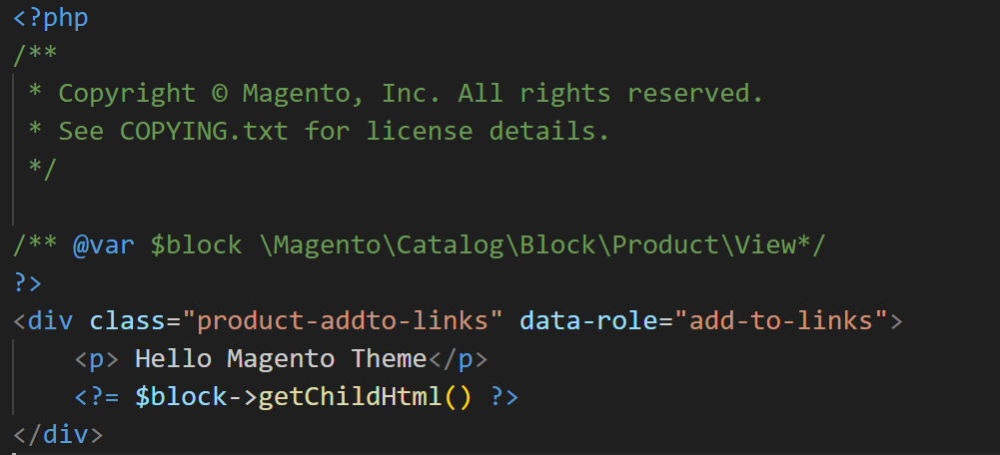 <?php
/**
 * Copyright © Magento, Inc. All rights reserved.
 * See COPYING.txt for license details.
 */

/** @var $block \Magento\Catalog\Block\Product\View*/
?>
<div class="product-addto-links" data-role="add-to-links">
    <p> Hello Magento Theme</p>
    <?= $block->getChildHtml() ?>
</div>